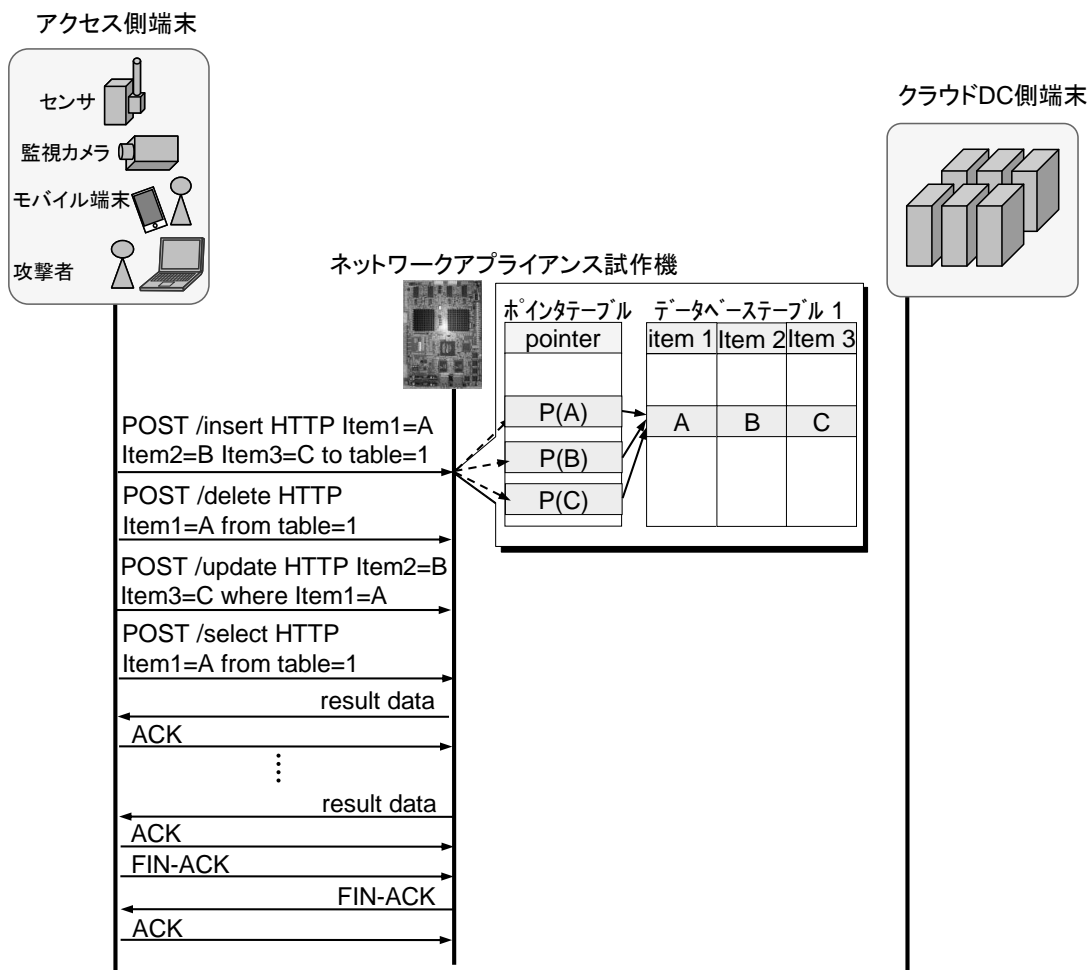 アクセス側端末
センサ
監視カメラ
モバイル端末
攻撃者
クラウドDC側端末
ネットワークアプライアンス試作機
ポインタテーブル
pointer
P(A)
P(B)
P(C)
データベーステーブル 1
item 1 Item 2 Item 3
A B C
POST /insert HTTP Item1=A
Item2=B Item3=C to table=1
POST /delete HTTP
Item1=A from table=1
POST /update HTTP Item2=B
Item3=C where Item1=A
POST /select HTTP
Item1=A from table=1
result data
ACK
result data
ACK
FIN-ACK
FIN-ACK
ACK